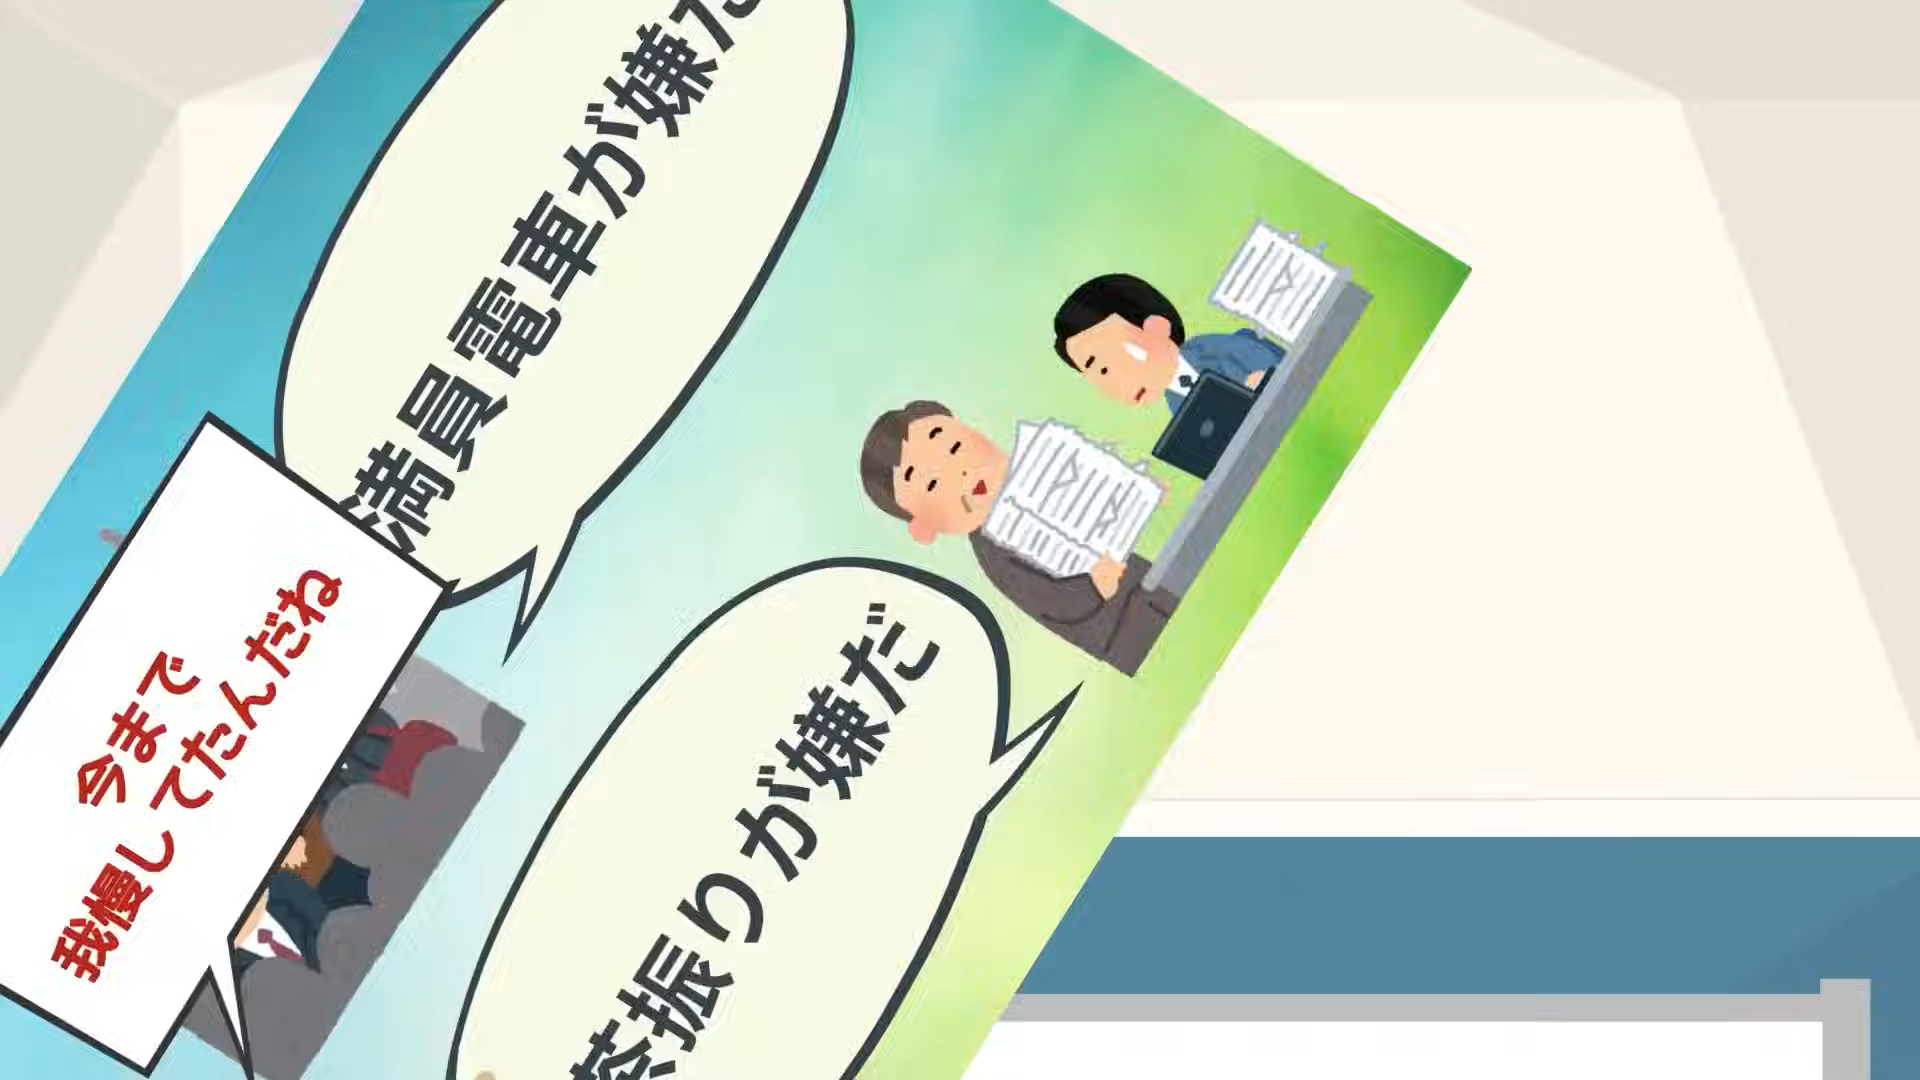 満員電車が嫌だ
今まで
我慢してたんだね
茶振りが嫌だ